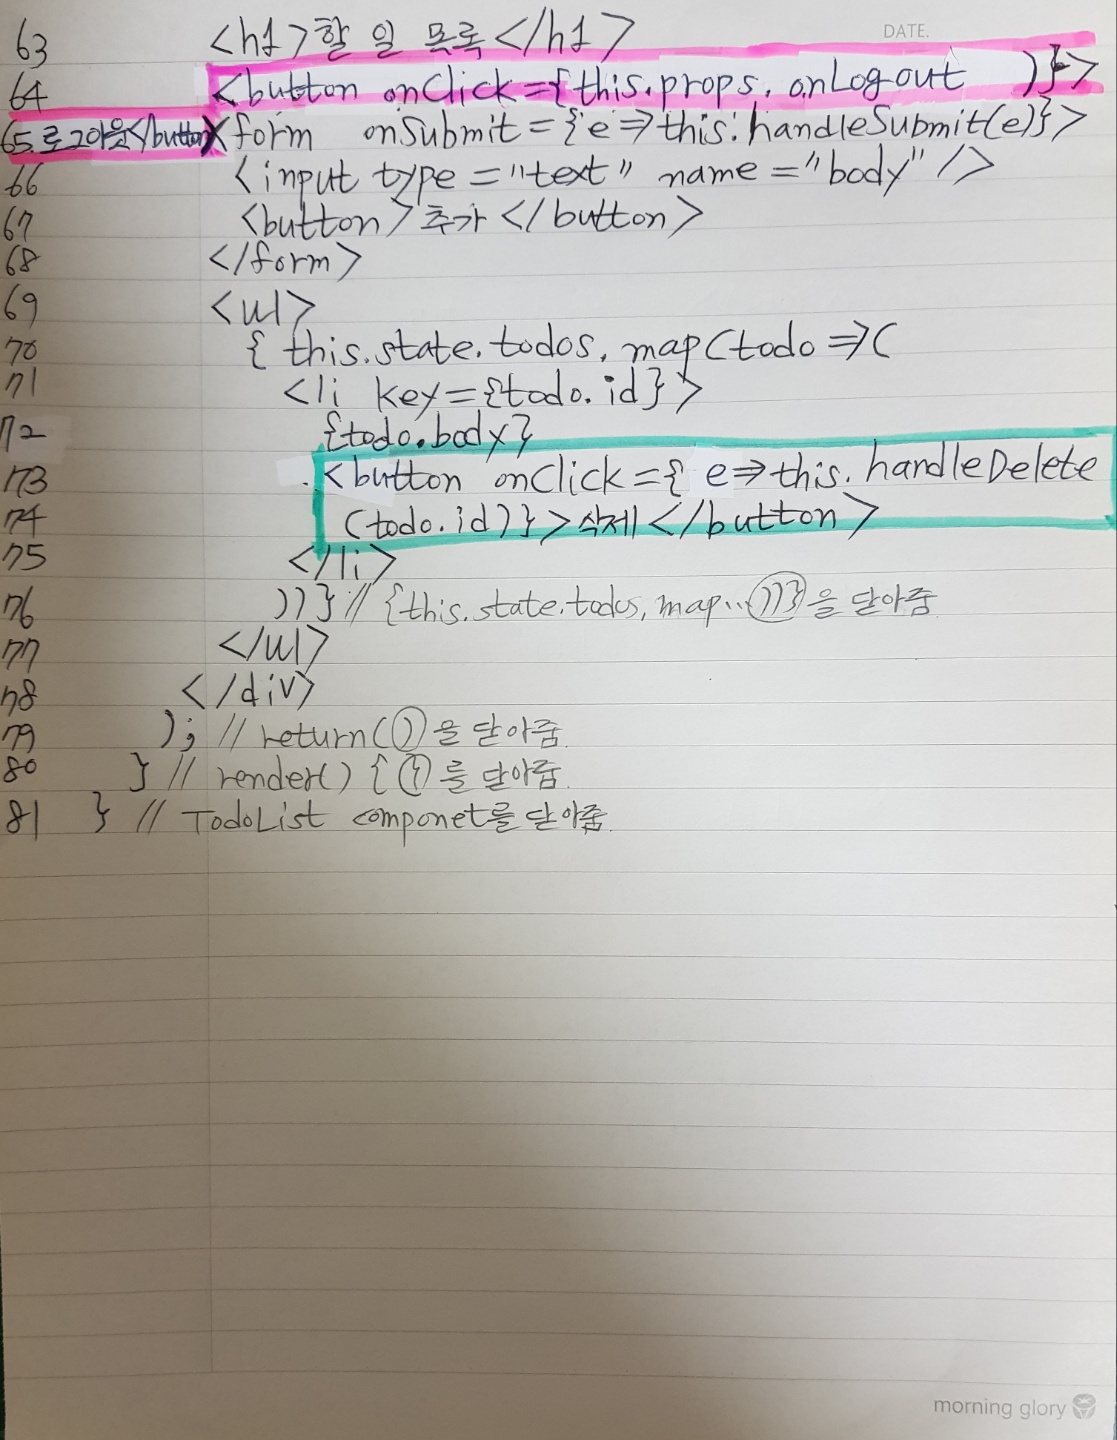 DATE.
63 <h1>할 일 목록</h1>
64 <button onClick={this.props.onLogout )}>
65 로그아웃</button><form onSubmit={e=>this.handleSubmit(e)}>
66 <input type="text" name="body"/>
67 <button>추가</button>
68 </form>
69 <ul>
70 {this.state.todos.map(todo=>(
71 <li key={todo.id}>
72 {todo.body}
73 <button onClick={e=>this.handleDelete
74 (todo.id)}>삭제</button>
75 </li>
76 ))} // {this.state.todos.map..))}을 닫아줌
77 </ul>
78 </div>
79 ); // return()을 닫아줌.
80 } // render() {}를 닫아줌.
81 } // TodoList componet를 닫아줌.
morning glory